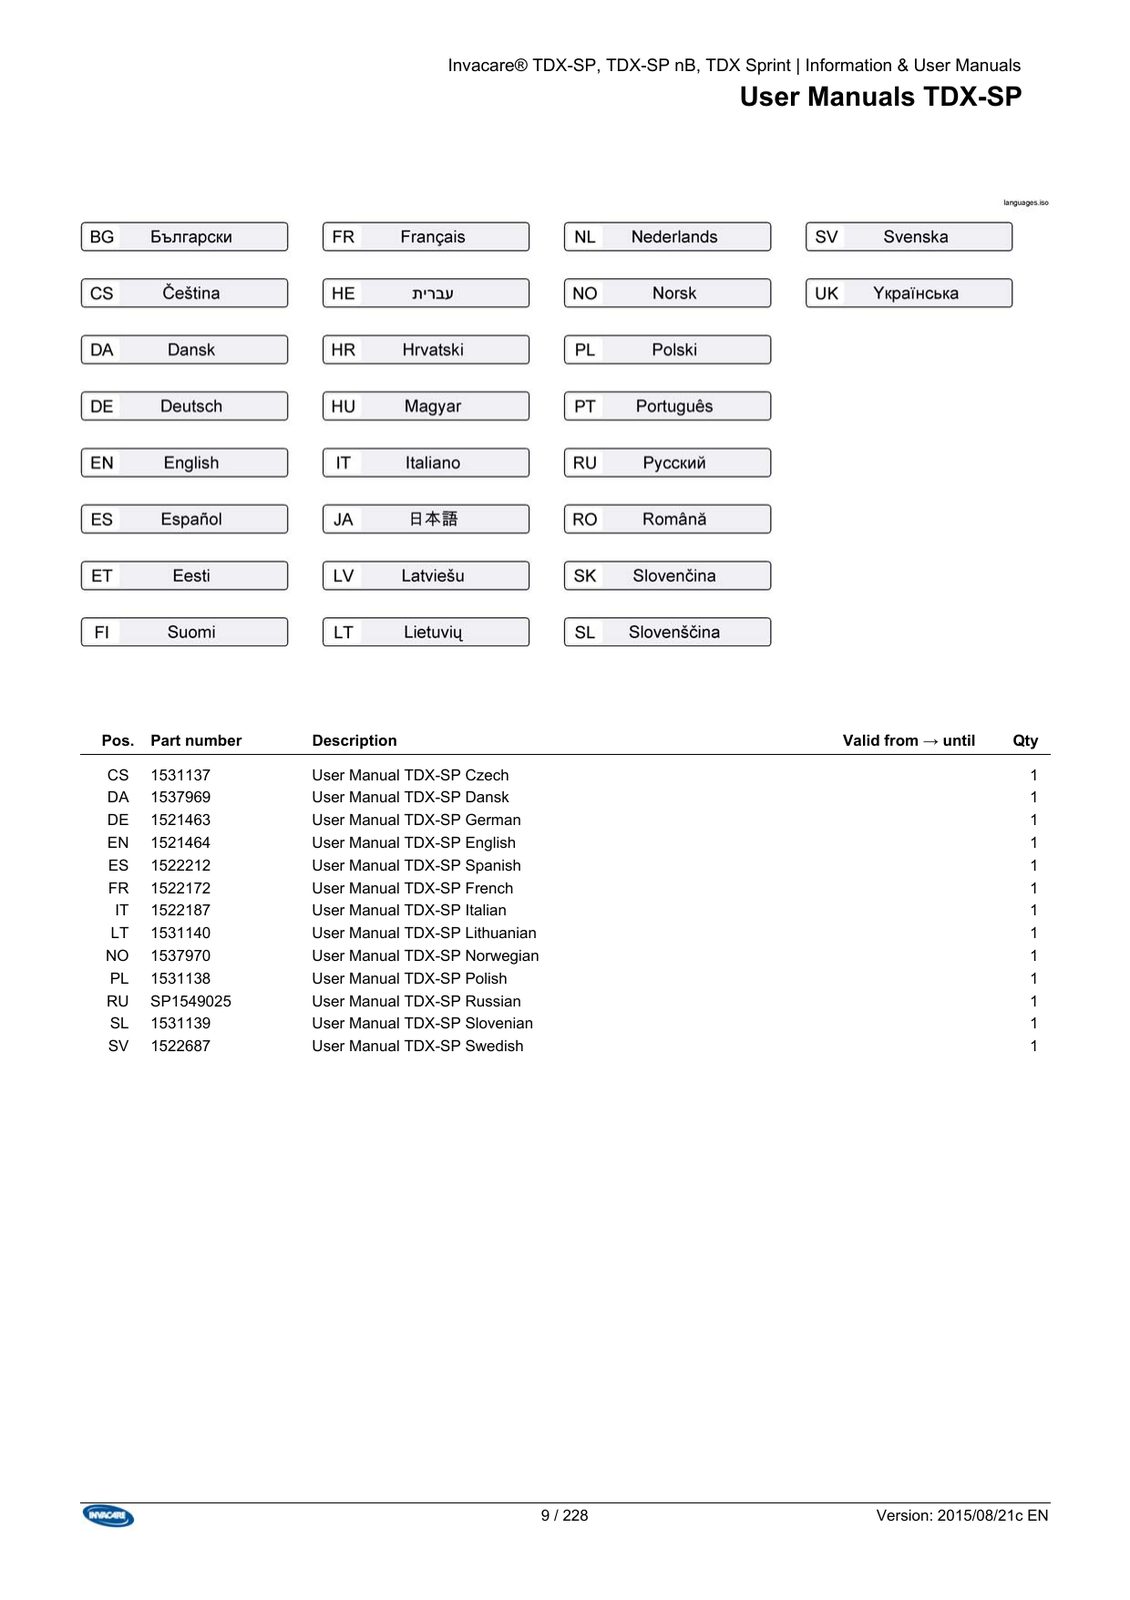 Invacare® TDX-SP, TDX-SP nB, TDX Sprint | Information & User Manuals
User Manuals TDX-SP
languages.iso
BG Български FR Français NL Nederlands SV Svenska
CS Čeština HE עברית NO Norsk UK Yкраїнська
DA Dansk HR Hrvatski PL Polski
DE Deutsch HU Magyar PT Português
EN English IT Italiano RU Русский
ES Español JA 日本語 RO Română
ET Eesti LV Latviešu SK Slovenčina
FI Suomi LT Lietuvių SL Slovenščina
Pos. Part number Description Valid from → until Qty
CS 1531137 User Manual TDX-SP Czech 1
DA 1537969 User Manual TDX-SP Dansk 1
DE 1521463 User Manual TDX-SP German 1
EN 1521464 User Manual TDX-SP English 1
ES 1522212 User Manual TDX-SP Spanish 1
FR 1522172 User Manual TDX-SP French 1
IT 1522187 User Manual TDX-SP Italian 1
LT 1531140 User Manual TDX-SP Lithuanian 1
NO 1537970 User Manual TDX-SP Norwegian 1
PL 1531138 User Manual TDX-SP Polish 1
RU SP1549025 User Manual TDX-SP Russian 1
SL 1531139 User Manual TDX-SP Slovenian 1
SV 1522687 User Manual TDX-SP Swedish 1
INVACARE 9 / 228 Version: 2015/08/21c EN